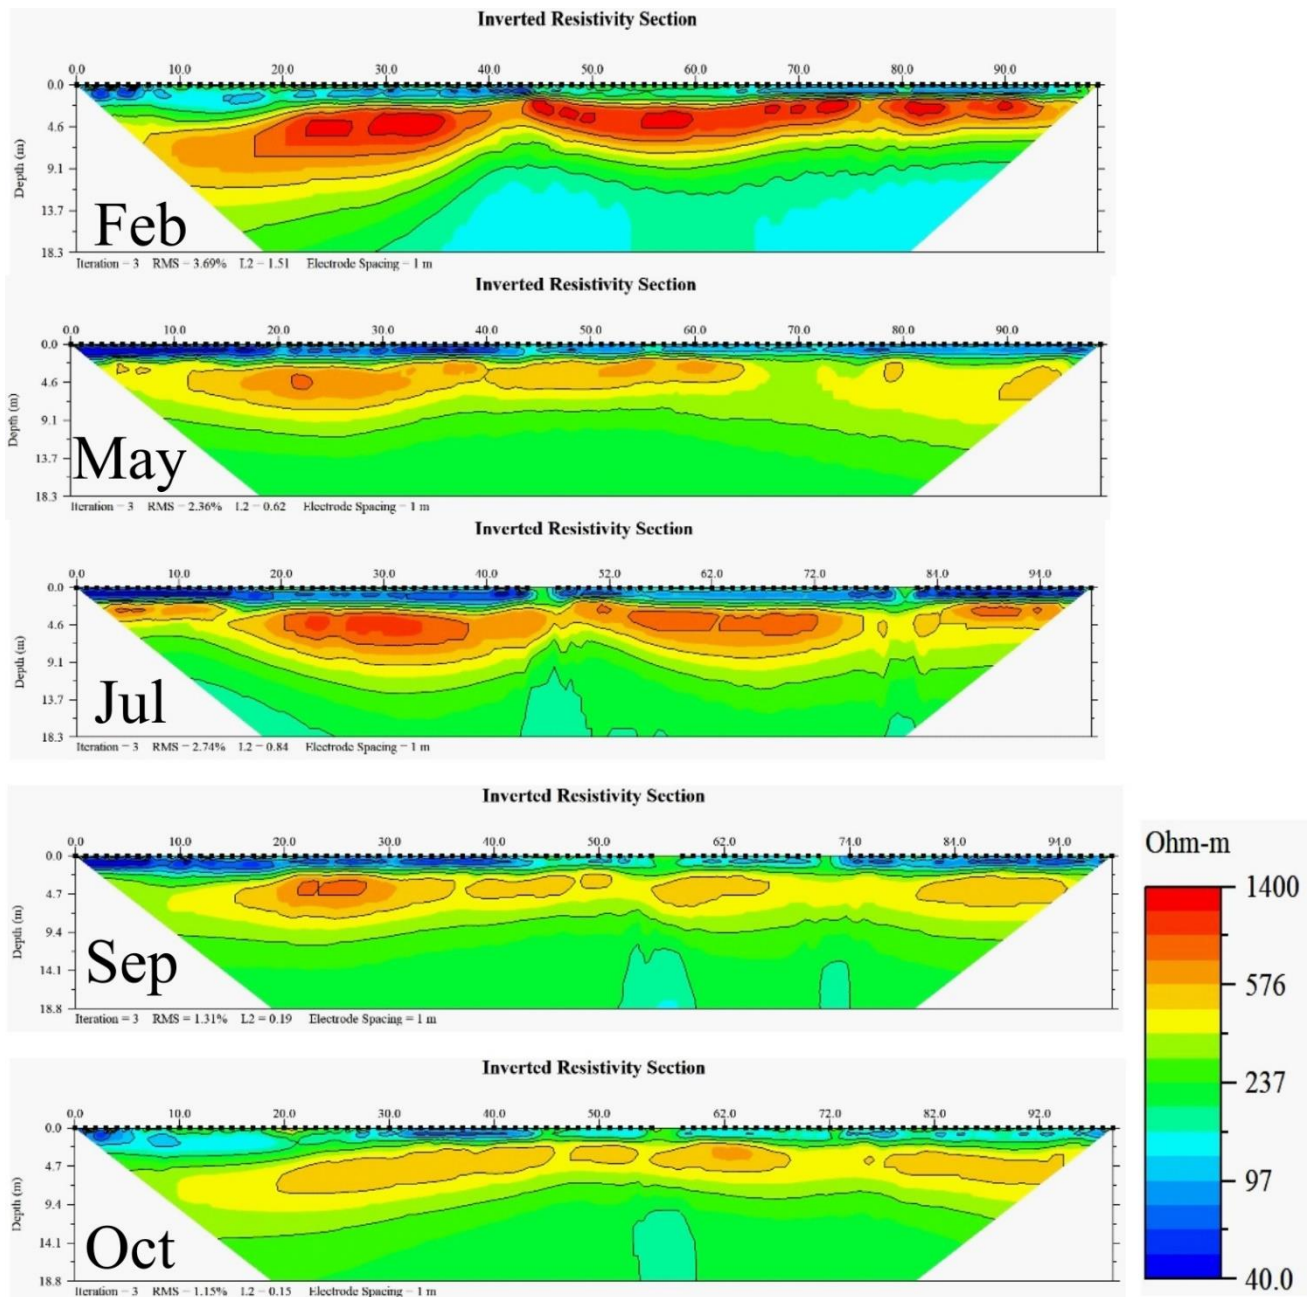 Inverted Resistivity Section
0.0 10.0 20.0 30.0 40.0 50.0 60.0 70.0 80.0 90.0
0.0
4.6
9.1
13.7
18.3
Depth (m)
Feb
Iteration = 3 RMS = 3.69% L2 = 1.51 Electrode Spacing = 1 m
Inverted Resistivity Section
0.0 10.0 20.0 30.0 40.0 50.0 60.0 70.0 80.0 90.0
0.0
4.6
9.1
13.7
18.3
Depth (m)
May
Iteration = 3 RMS = 2.36% L2 = 0.62 Electrode Spacing = 1 m
Inverted Resistivity Section
0.0 10.0 20.0 30.0 40.0 52.0 62.0 72.0 84.0 94.0
0.0
4.6
9.1
13.7
18.3
Depth (m)
Jul
Iteration = 3 RMS = 2.74% L2 = 0.84 Electrode Spacing = 1 m
Inverted Resistivity Section
0.0 10.0 20.0 30.0 40.0 50.0 62.0 74.0 84.0 94.0
0.0
4.7
9.4
14.1
18.8
Depth (m)
Sep
Iteration = 3 RMS = 1.31% L2 = 0.19 Electrode Spacing = 1 m
Inverted Resistivity Section
0.0 10.0 20.0 30.0 40.0 50.0 62.0 72.0 82.0 92.0
0.0
4.7
9.4
14.1
18.8
Depth (m)
Oct
Iteration = 3 RMS = 1.15% L2 = 0.15 Electrode Spacing = 1 m
Ohm-m
1400
576
237
97
40.0